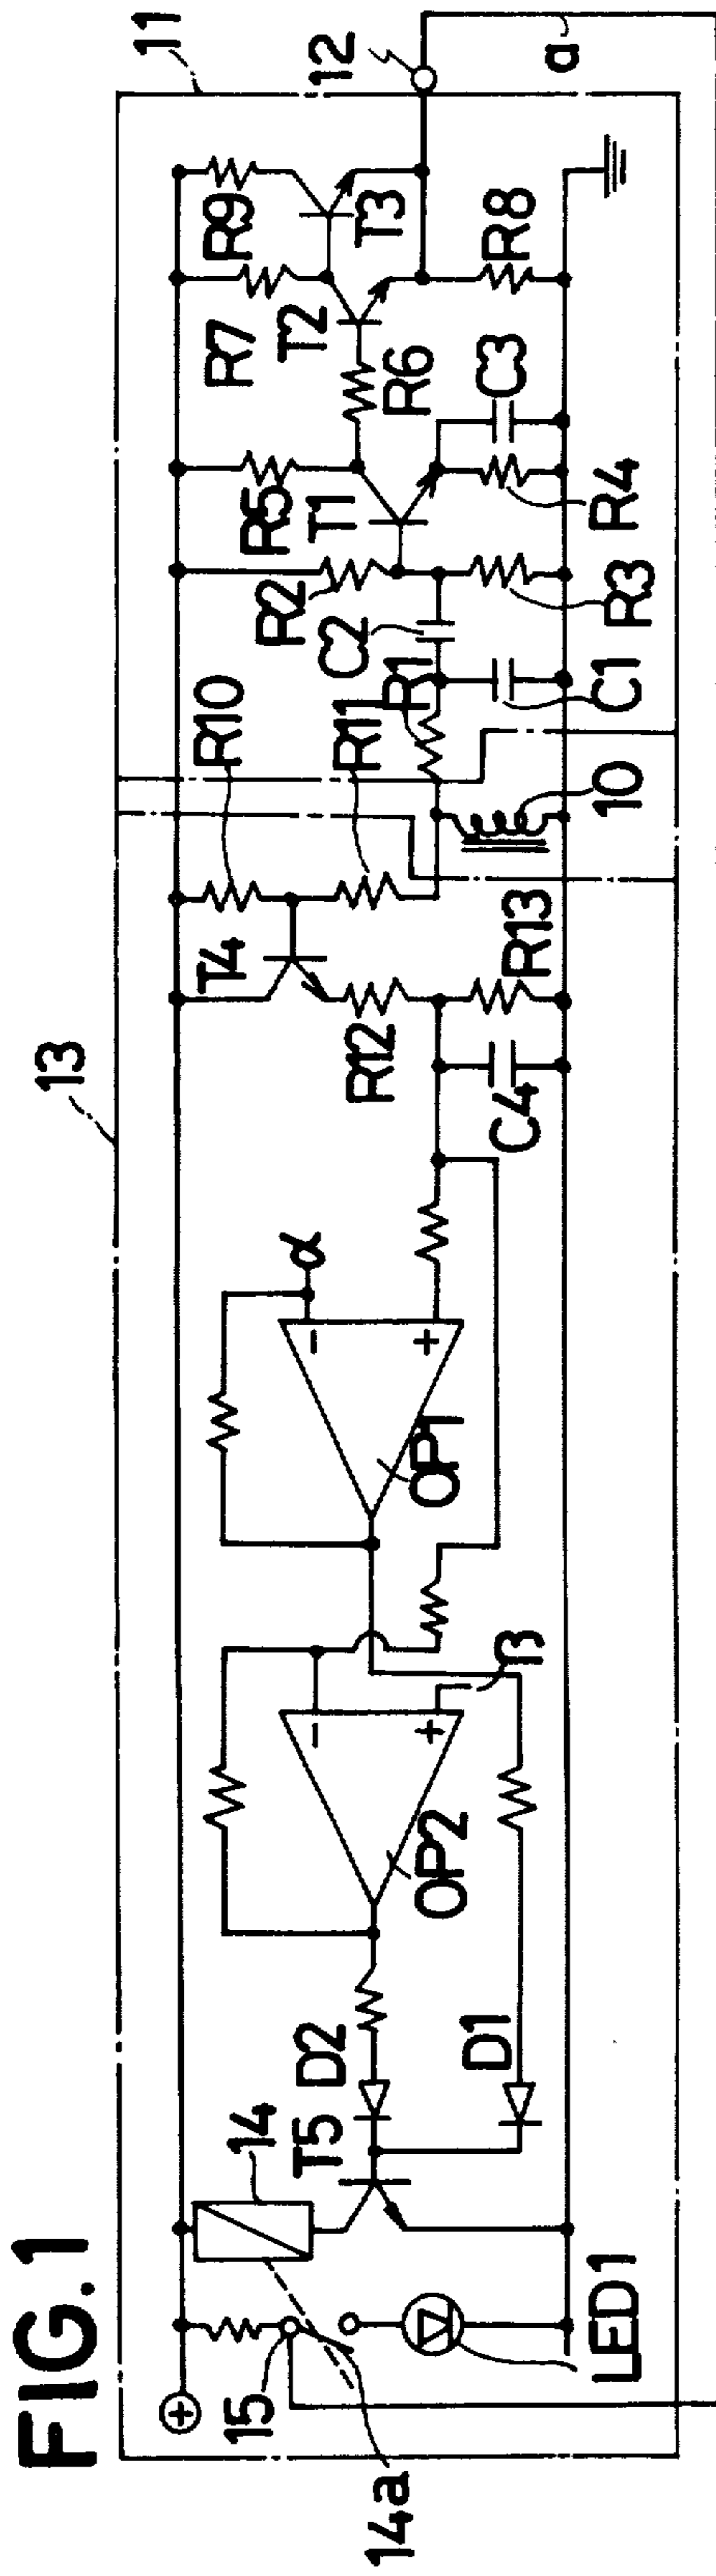 FIG.1
13
11
12
a
15
14a
14
T5
D2
D1
LED1
OP2
−
+
β
OP1
−
+
α
T4
R10
R11
R12
R13
C4
10
R1
C1
C2
R2
R3
R5
T1
R4
C3
R6
R7
T2
R9
T3
R8